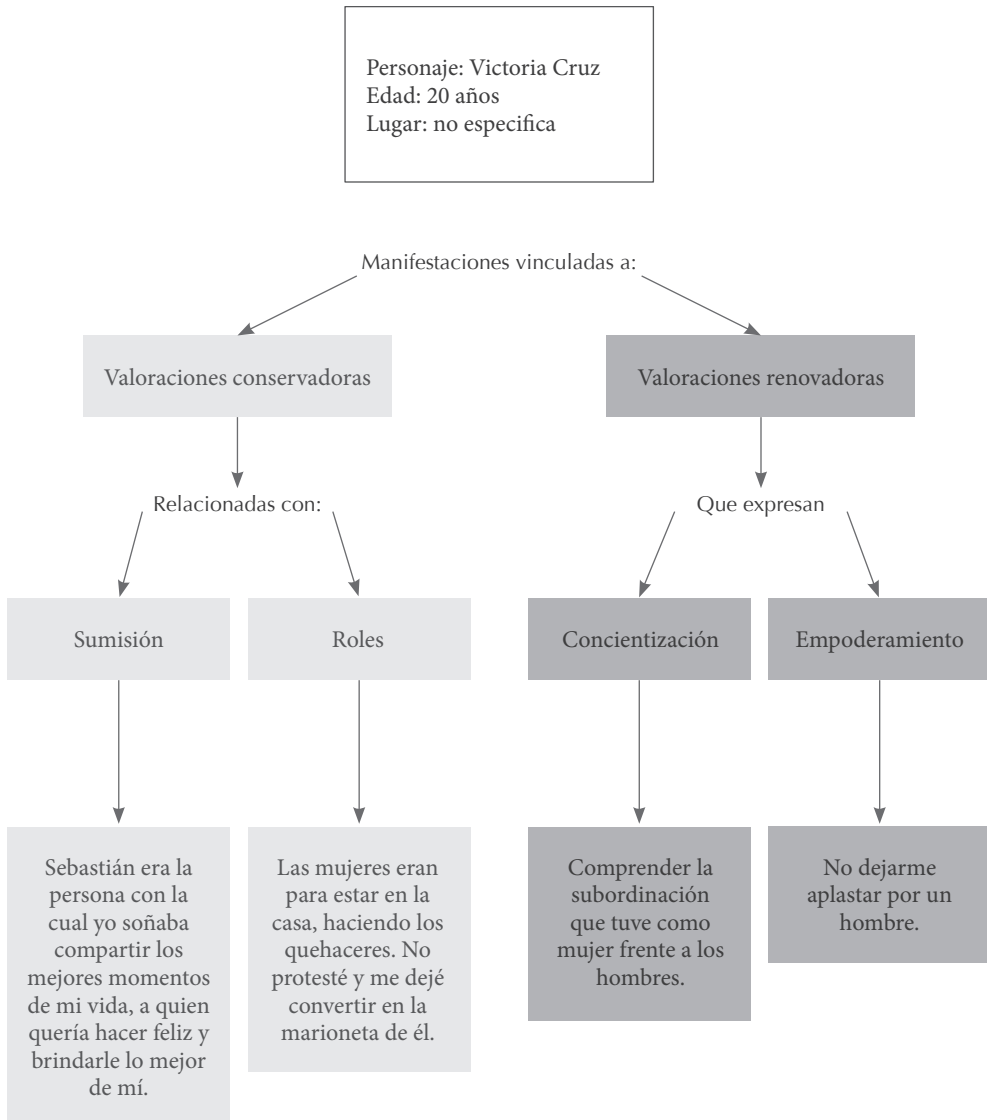 Personaje: Victoria Cruz
Edad: 20 años
Lugar: no especifica
Manifestaciones vinculadas a:
Valoraciones conservadoras
Valoraciones renovadoras
Relacionadas con:
Que expresan
Sumisión
Roles
Concientización
Empoderamiento
Sebastián era la
persona con la
cual yo soñaba
compartir los
mejores momentos
de mi vida, a quien
quería hacer feliz y
brindarle lo mejor
de mí.
Las mujeres eran
para estar en la
casa, haciendo los
quehaceres. No
protesté y me dejé
convertir en la
marioneta de él.
Comprender la
subordinación
que tuve como
mujer frente a los
hombres.
No dejarme
aplastar por un
hombre.